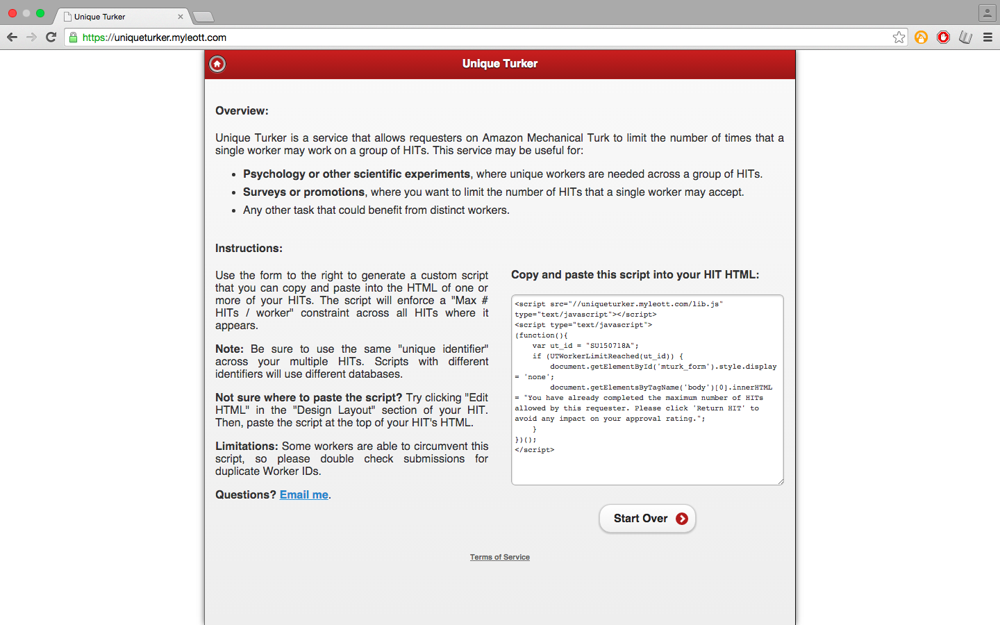 Unique Turker
https://uniqueturker.myleott.com
Unique Turker
Overview:
Unique Turker is a service that allows requesters on Amazon Mechanical Turk to limit the number of times that a
single worker may work on a group of HITs. This service may be useful for:
• Psychology or other scientific experiments, where unique workers are needed across a group of HITs.
• Surveys or promotions, where you want to limit the number of HITs that a single worker may accept.
• Any other task that could benefit from distinct workers.
Instructions:
Use the form to the right to generate a custom script
that you can copy and paste into the HTML of one or
more of your HITs. The script will enforce a "Max #
HITs / worker" constraint across all HITs where it
appears.
Note: Be sure to use the same "unique identifier"
across your multiple HITs. Scripts with different
identifiers will use different databases.
Not sure where to paste the script? Try clicking "Edit
HTML" in the "Design Layout" section of your HIT.
Then, paste the script at the top of your HIT's HTML.
Limitations: Some workers are able to circumvent this
script, so please double check submissions for
duplicate Worker IDs.
Questions? Email me.
Copy and paste this script into your HIT HTML:
<script src="//uniqueturker.myleott.com/lib.js"
type="text/javascript"></script>
<script type="text/javascript">
(function(){
    var ut_id = "SU150718A";
    if (UTWorkerLimitReached(ut_id)) {
        document.getElementById('mturk_form').style.display
= 'none';
        document.getElementsByTagName('body')[0].innerHTML
= "You have already completed the maximum number of HITs
allowed by this requester. Please click 'Return HIT' to
avoid any impact on your approval rating.";
    }
})();
</script>
Start Over
Terms of Service